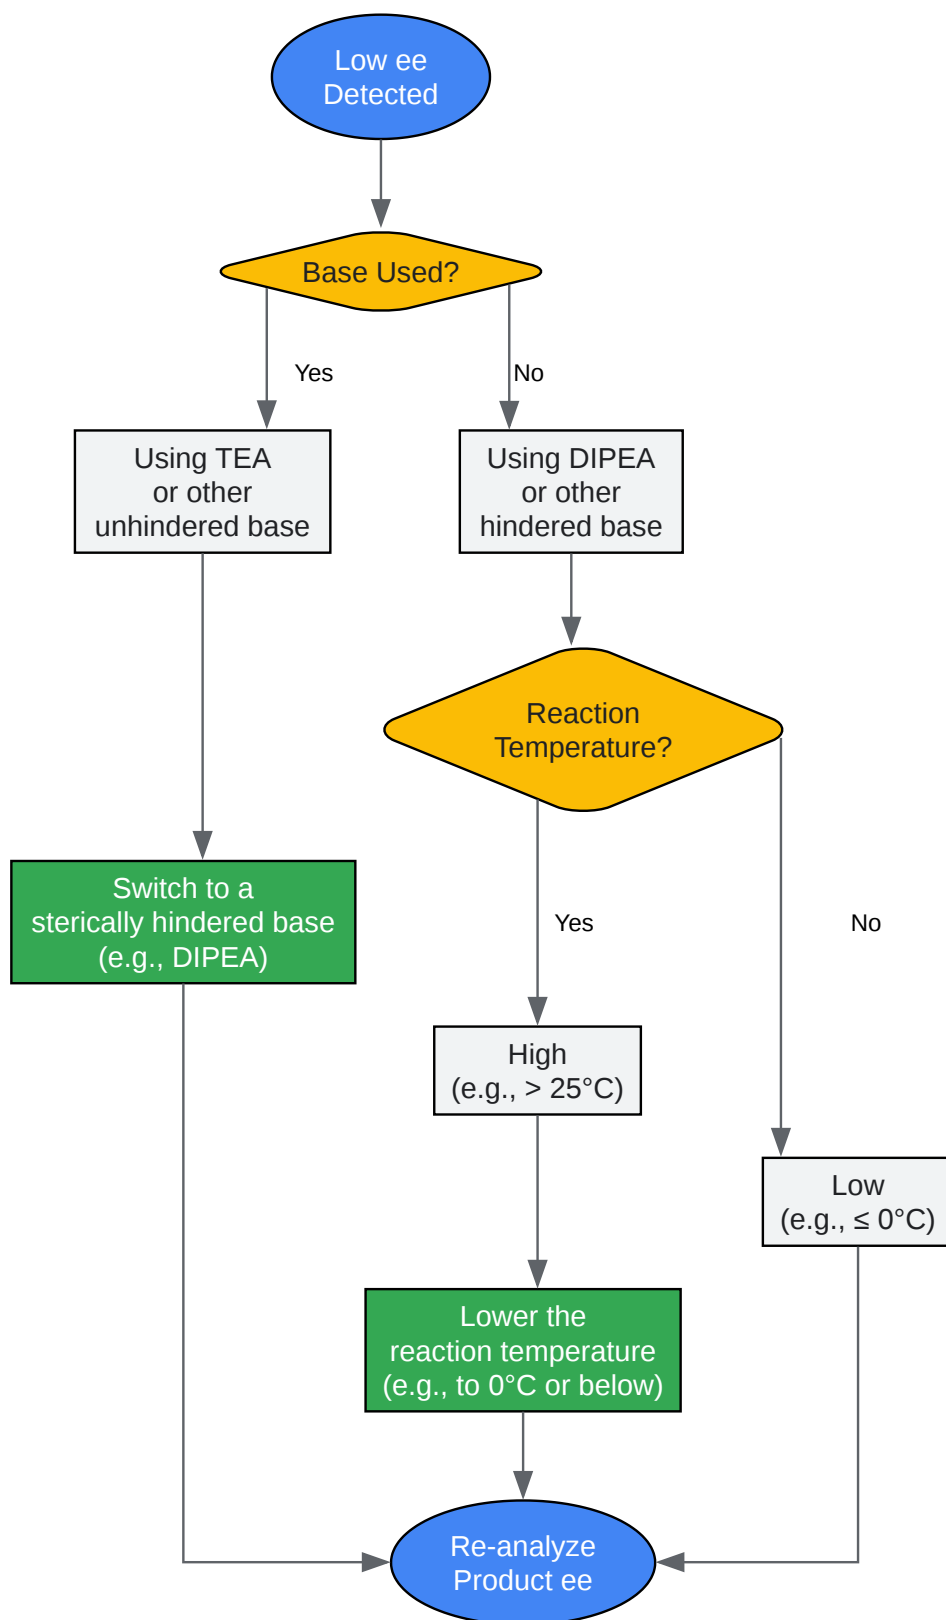 Low ee
Detected
Base Used?
Yes
No
Using TEA
or other
unhindered base
Using DIPEA
or other
hindered base
Reaction
Temperature?
Switch to a
sterically hindered base
(e.g., DIPEA)
Yes
No
High
(e.g., > 25°C)
Low
(e.g., ≤ 0°C)
Lower the
reaction temperature
(e.g., to 0°C or below)
Re-analyze
Product ee